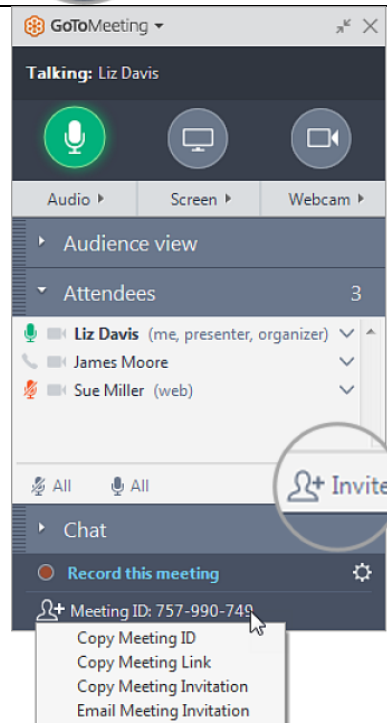 GoToMeeting
Talking: Liz Davis
Audio Screen Webcam
Audience view
Attendees 3
Liz Davis (me, presenter, organizer)
James Moore
Sue Miller (web)
All All Invite
Chat
Record this meeting
Meeting ID: 757-990-749
Copy Meeting ID
Copy Meeting Link
Copy Meeting Invitation
Email Meeting Invitation